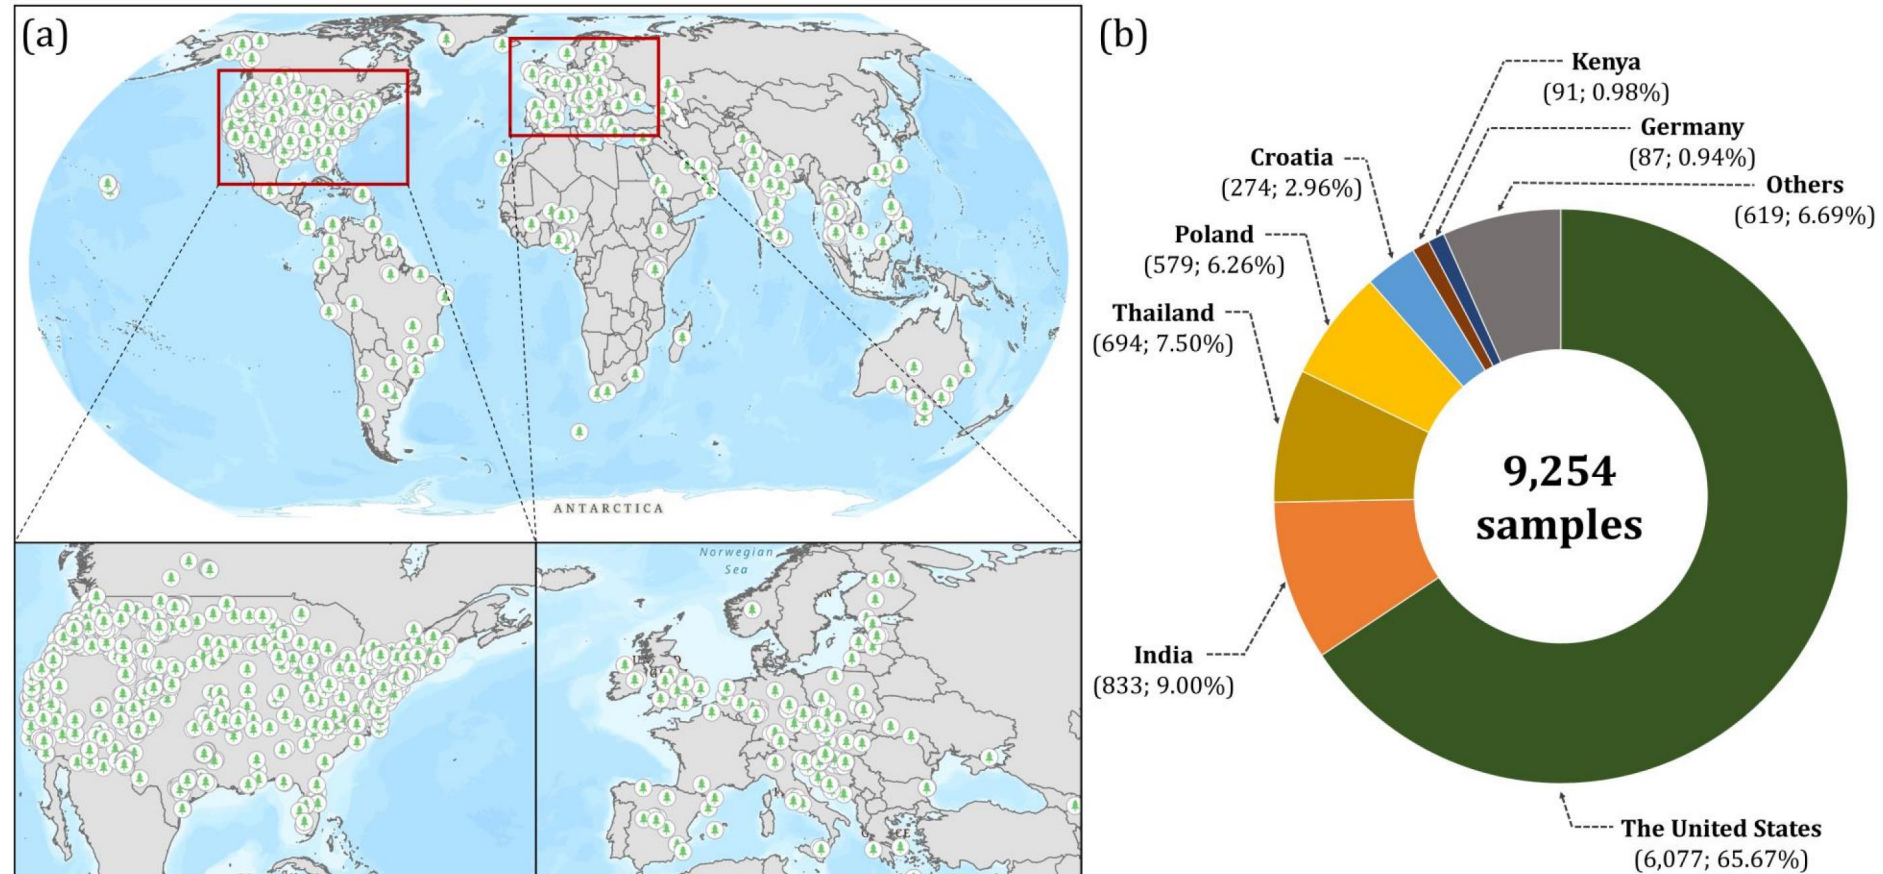 (a)
ANTARCTICA
Norwegian
Sea
(b)
Kenya
(91; 0.98%)
Germany
(87; 0.94%)
Croatia
(274; 2.96%)
Others
(619; 6.69%)
Poland
(579; 6.26%)
Thailand
(694; 7.50%)
9,254
samples
India
(833; 9.00%)
The United States
(6,077; 65.67%)